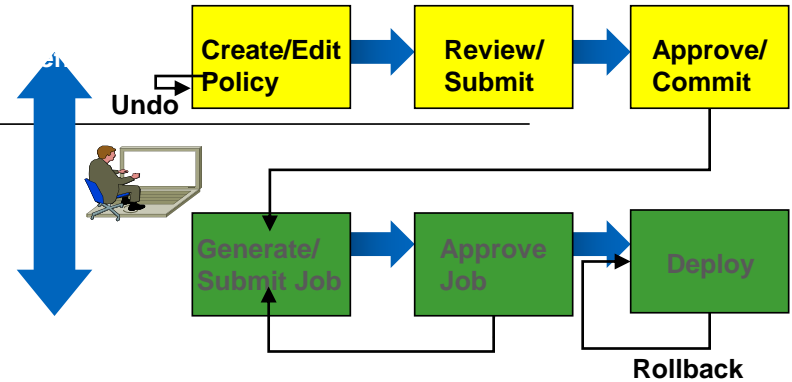 Create/Edit
Policy
Review/
Submit
Approve/
Commit
Undo
Generate/
Submit Job
Approve
Job
Deploy
Rollback